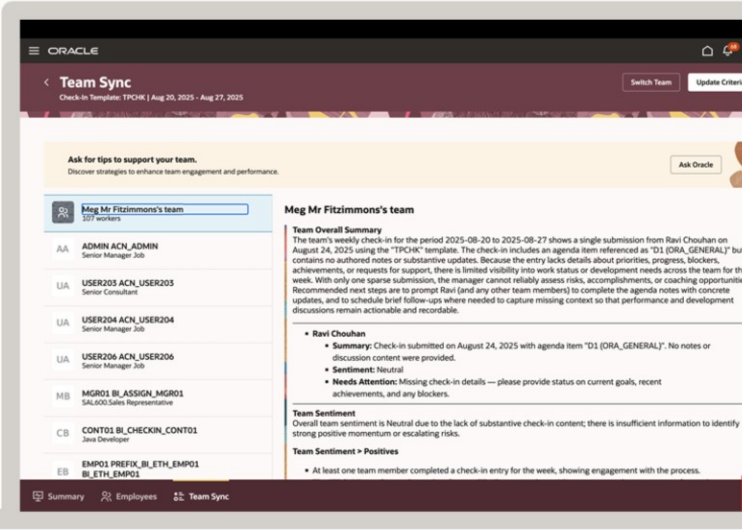 ORACLE
Team Sync
Check-In Template: TPCHK | Aug 20, 2025 - Aug 27, 2025
Switch Team
Update Criteria
Ask for tips to support your team.
Discover strategies to enhance team engagement and performance.
Ask Oracle
Meg Mr Fitzimmons's team
107 workers
AA
ADMIN ACN_ADMIN
Senior Manager Job
UA
USER203 ACN_USER203
Senior Consultant
UA
USER204 ACN_USER204
Senior Manager Job
UA
USER206 ACN_USER206
Senior Manager Job
MB
MGR01 BI_ASSIGN_MGR01
SAL600.Sales Representative
CB
CONT01 BI_CHECKIN_CONT01
Java Developer
EB
EMP01 PREFIX_BI_ETH_EMP01
BI_ETH_EMP01
Meg Mr Fitzimmons's team
Team Overall Summary
The team's weekly check-in for the period 2025-08-20 to 2025-08-27 shows a single submission from Ravi Chouhan on
August 24, 2025 using the "TPCHK" template. The check-in includes an agenda item referenced as "D1 (ORA_GENERAL)" but
contains no authored notes or substantive updates. Because the entry lacks details about priorities, progress, blockers,
achievements, or requests for support, there is limited visibility into work status or development needs across the team for th
week. With only one sparse submission, the manager cannot reliably assess risks, accomplishments, or coaching opportunitie
Recommended next steps are to prompt Ravi (and any other team members) to complete the agenda notes with concrete
updates, and to schedule brief follow-ups where needed to capture missing context so that performance and development
discussions remain actionable and recordable.
• Ravi Chouhan
▪ Summary: Check-in submitted on August 24, 2025 with agenda item "D1 (ORA_GENERAL)". No notes or
discussion content were provided.
▪ Sentiment: Neutral
▪ Needs Attention: Missing check-in details — please provide status on current goals, recent
achievements, and any blockers.
Team Sentiment
Overall team sentiment is Neutral due to the lack of substantive check-in content; there is insufficient information to identify
strong positive momentum or escalating risks.
Team Sentiment > Positives
• At least one team member completed a check-in entry for the week, showing engagement with the process.
Summary
Employees
Team Sync